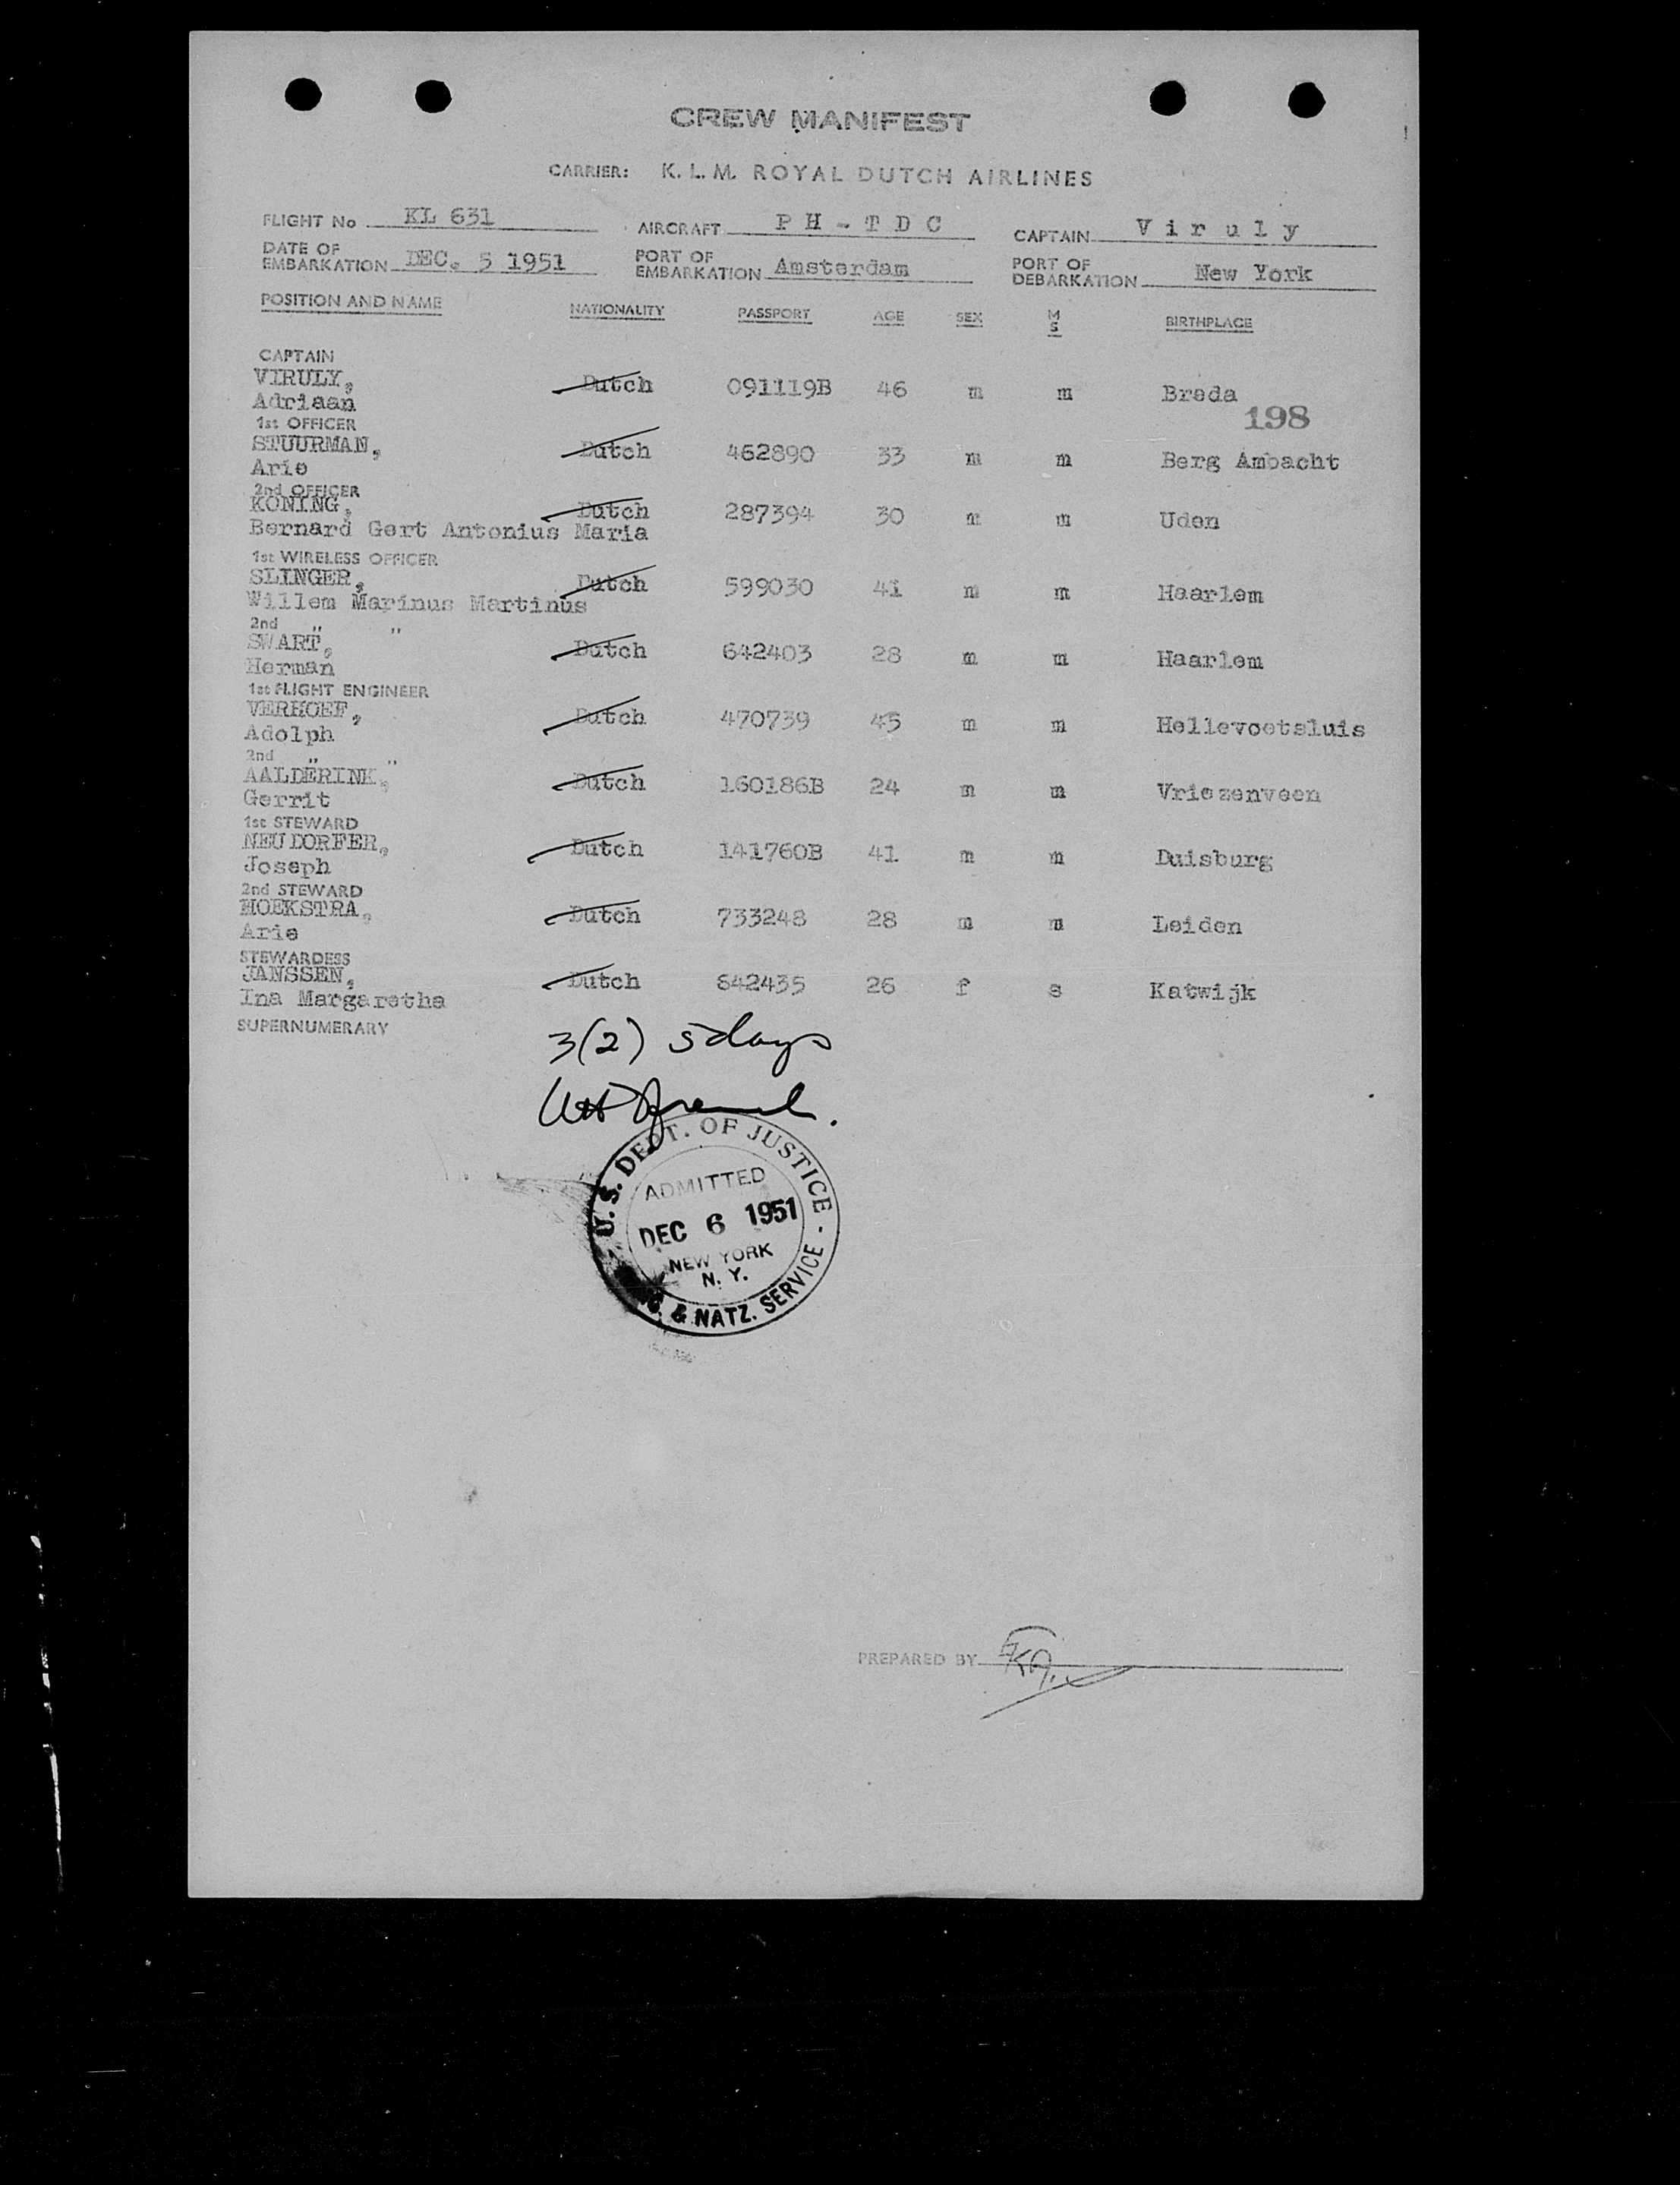 CREW MANIFEST
CARRIER: K. L. M. ROYAL DUTCH AIRLINES
FLIGHT No KL 631 AIRCRAFT PH-TDC CAPTAIN Viruly
DATE OF EMBARKATION DEC. 5 1951 PORT OF EMBARKATION Amsterdam PORT OF DEBARKATION New York
POSITION AND NAME NATIONALITY PASSPORT AGE SEX M S BIRTHPLACE
CAPTAIN
VIRULY, Dutch 091119B 46 m m Breda
Adriaan
198
1st OFFICER
STUURMAN, Dutch 462890 33 m m Berg Ambacht
Arie
2nd OFFICER
KONING, Dutch 287394 30 m m Uden
Bernard Gert Antonius Maria
1st WIRELESS OFFICER
SLINGER, Dutch 599030 41 m m Haarlem
Willem Marinus Martinus
2nd " "
SWART, Dutch 642403 28 m m Haarlem
Herman
1st FLIGHT ENGINEER
VERHOEF, Dutch 470739 45 m m Hellevoetsluis
Adolph
2nd " "
AALDERINK, Dutch 160186B 24 m m Vriezenveen
Gerrit
1st STEWARD
NEUDORFER, Dutch 141760B 41 m m Duisburg
Joseph
2nd STEWARD
HOEKSTRA, Dutch 733248 28 m m Leiden
Arie
STEWARDESS
JANSSEN, Dutch 642435 26 f s Katwijk
Ina Margaretha
SUPERNUMERARY
3(2) 5 days
U.S. DEPT. OF JUSTICE
ADMITTED
DEC 6 1951
NEW YORK
N. Y.
& NATZ. SERVICE
PREPARED BY